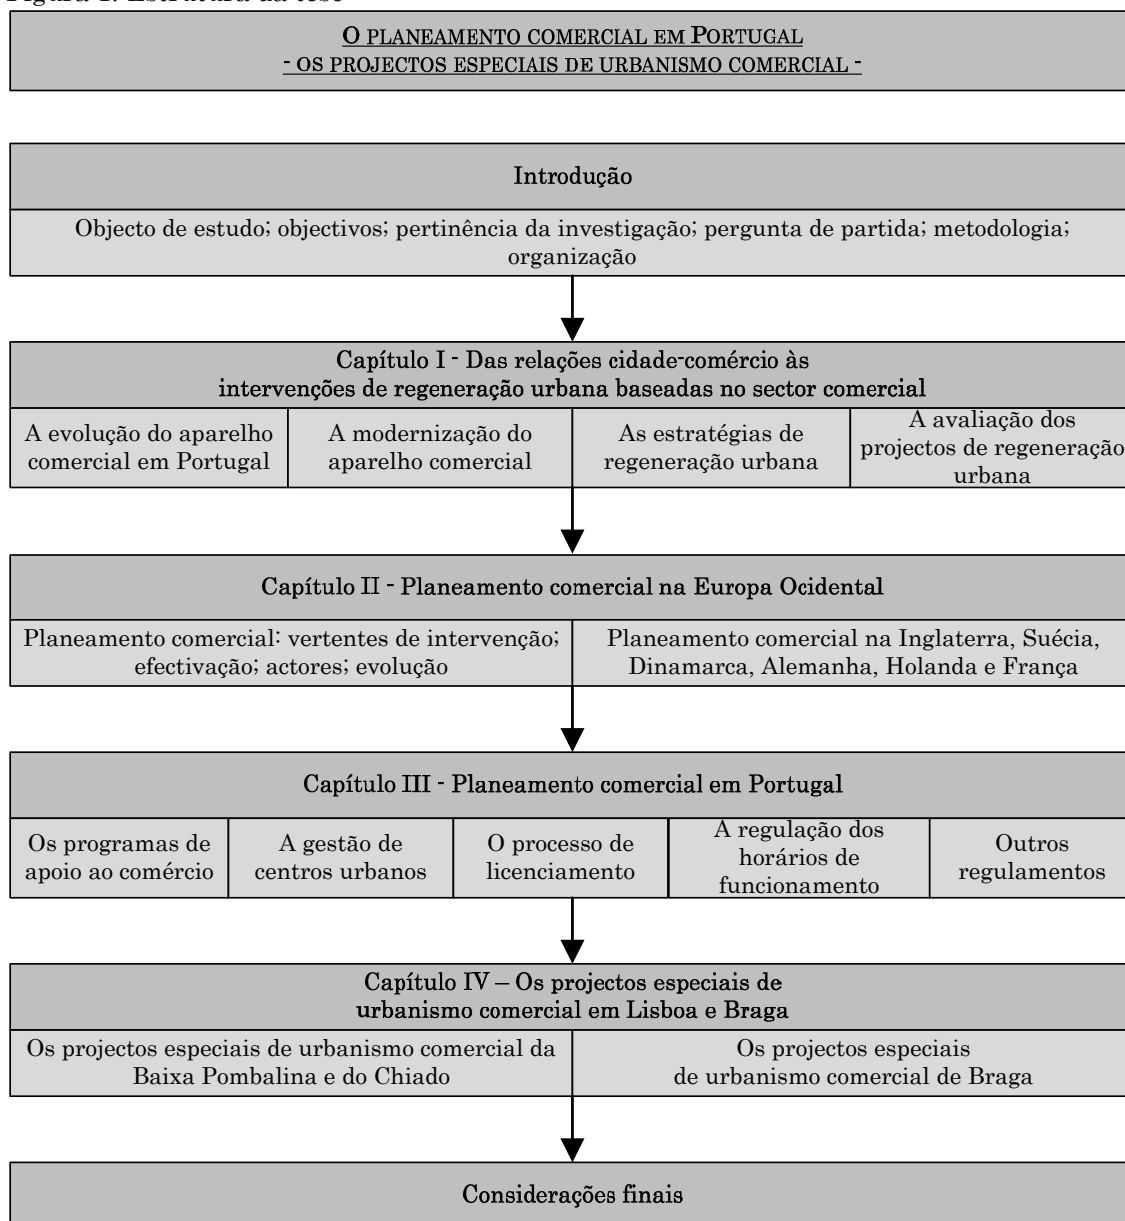 Figura 1. Estrutura da tese
O PLANEAMENTO COMERCIAL EM PORTUGAL
- OS PROJECTOS ESPECIAIS DE URBANISMO COMERCIAL -
Introdução
Objecto de estudo; objectivos; pertinência da investigação; pergunta de partida; metodologia;
organização
Capítulo I - Das relações cidade-comércio às
intervenções de regeneração urbana baseadas no sector comercial
A evolução do aparelho
comercial em Portugal
A modernização do
aparelho comercial
As estratégias de
regeneração urbana
A avaliação dos
projectos de regeneração
urbana
Capítulo II - Planeamento comercial na Europa Ocidental
Planeamento comercial: vertentes de intervenção;
efectivação; actores; evolução
Planeamento comercial na Inglaterra, Suécia,
Dinamarca, Alemanha, Holanda e França
Capítulo III - Planeamento comercial em Portugal
Os programas de
apoio ao comércio
A gestão de
centros urbanos
O processo de
licenciamento
A regulação dos
horários de
funcionamento
Outros
regulamentos
Capítulo IV – Os projectos especiais de
urbanismo comercial em Lisboa e Braga
Os projectos especiais de urbanismo comercial da
Baixa Pombalina e do Chiado
Os projectos especiais
de urbanismo comercial de Braga
Considerações finais